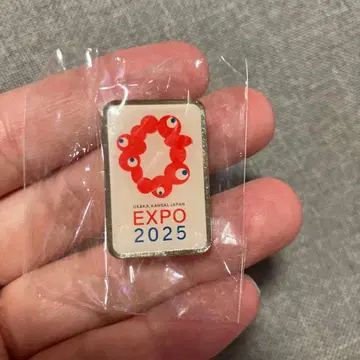 OSAKA, KANSAI, JAPAN
EXPO
2025